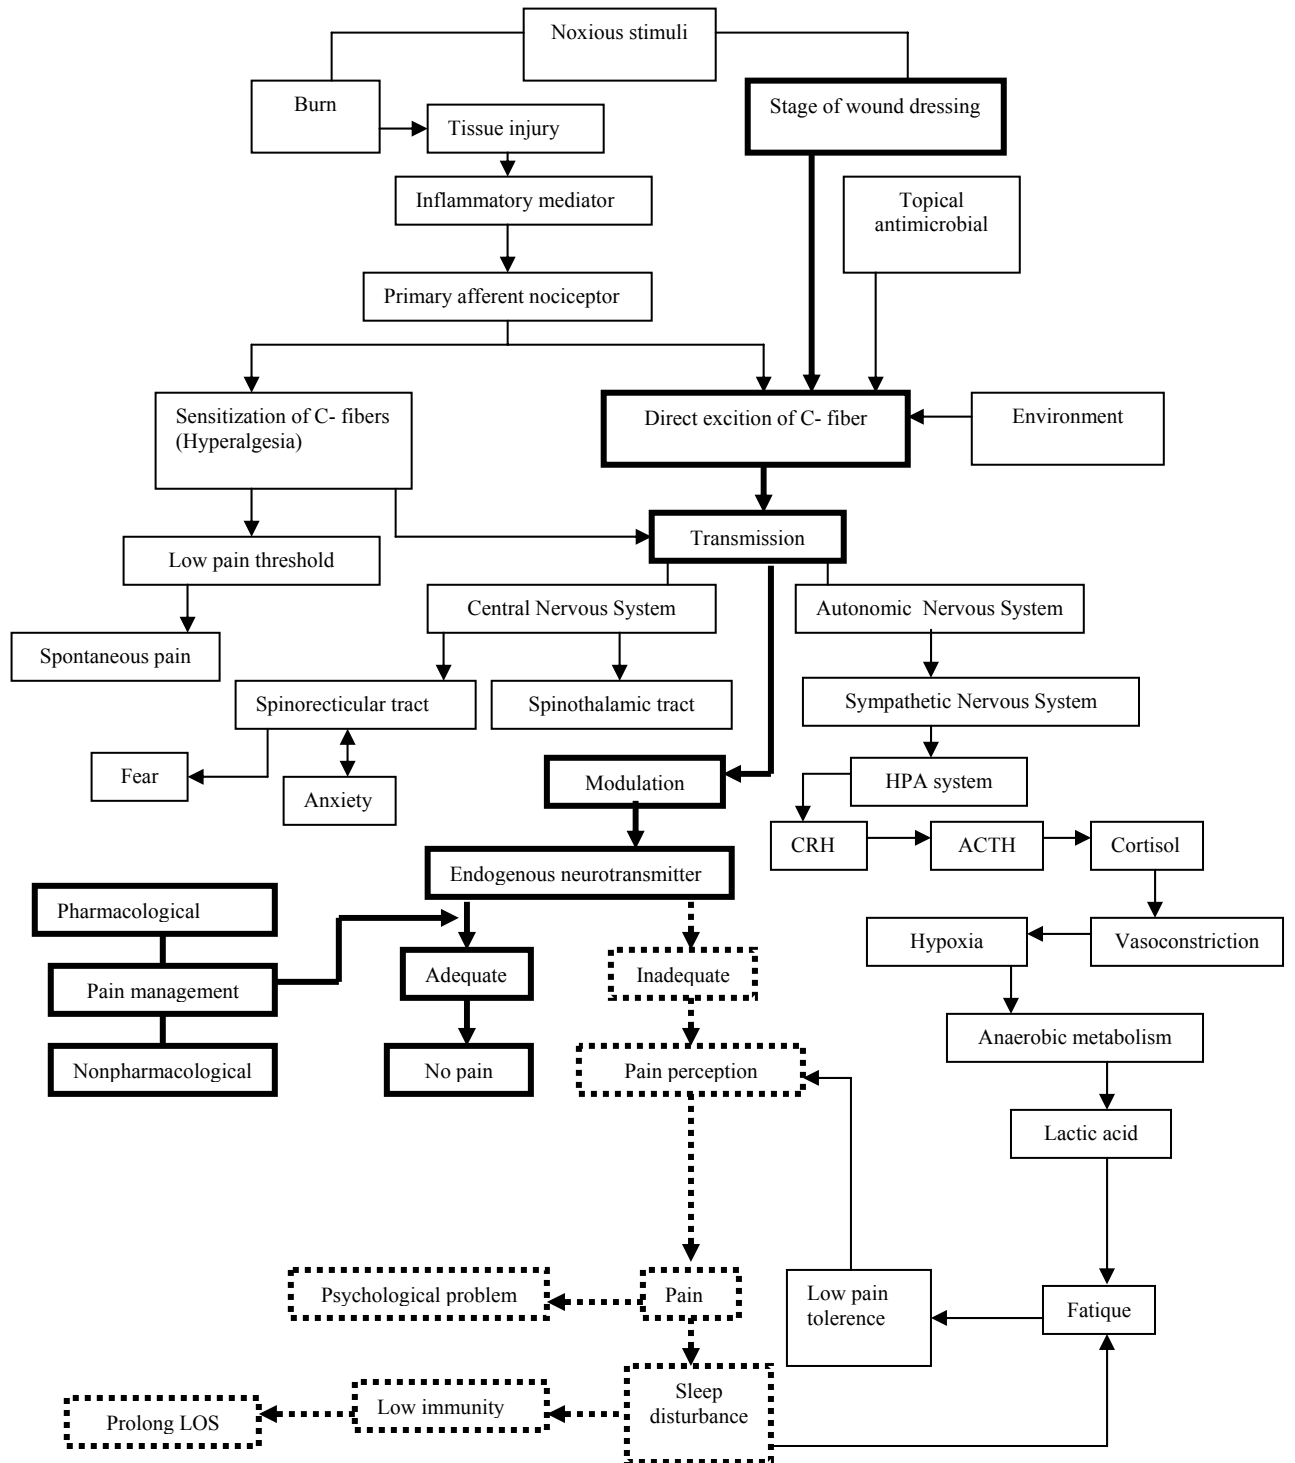 Noxious stimuli
Burn
Stage of wound dressing
Tissue injury
Inflammatory mediator
Topical
antimicrobial
Primary afferent nociceptor
Sensitization of C- fibers
(Hyperalgesia)
Direct excition of C- fiber
Environment
Transmission
Low pain threshold
Central Nervous System
Autonomic Nervous System
Spontaneous pain
Spinorecticular tract
Spinothalamic tract
Sympathetic Nervous System
Fear
Anxiety
Modulation
HPA system
CRH
ACTH
Cortisol
Endogenous neurotransmitter
Pharmacological
Hypoxia
Vasoconstriction
Pain management
Adequate
Inadequate
Anaerobic metabolism
Nonpharmacological
No pain
Pain perception
Lactic acid
Psychological problem
Pain
Low pain
tolerence
Fatique
Sleep
disturbance
Low immunity
Prolong LOS